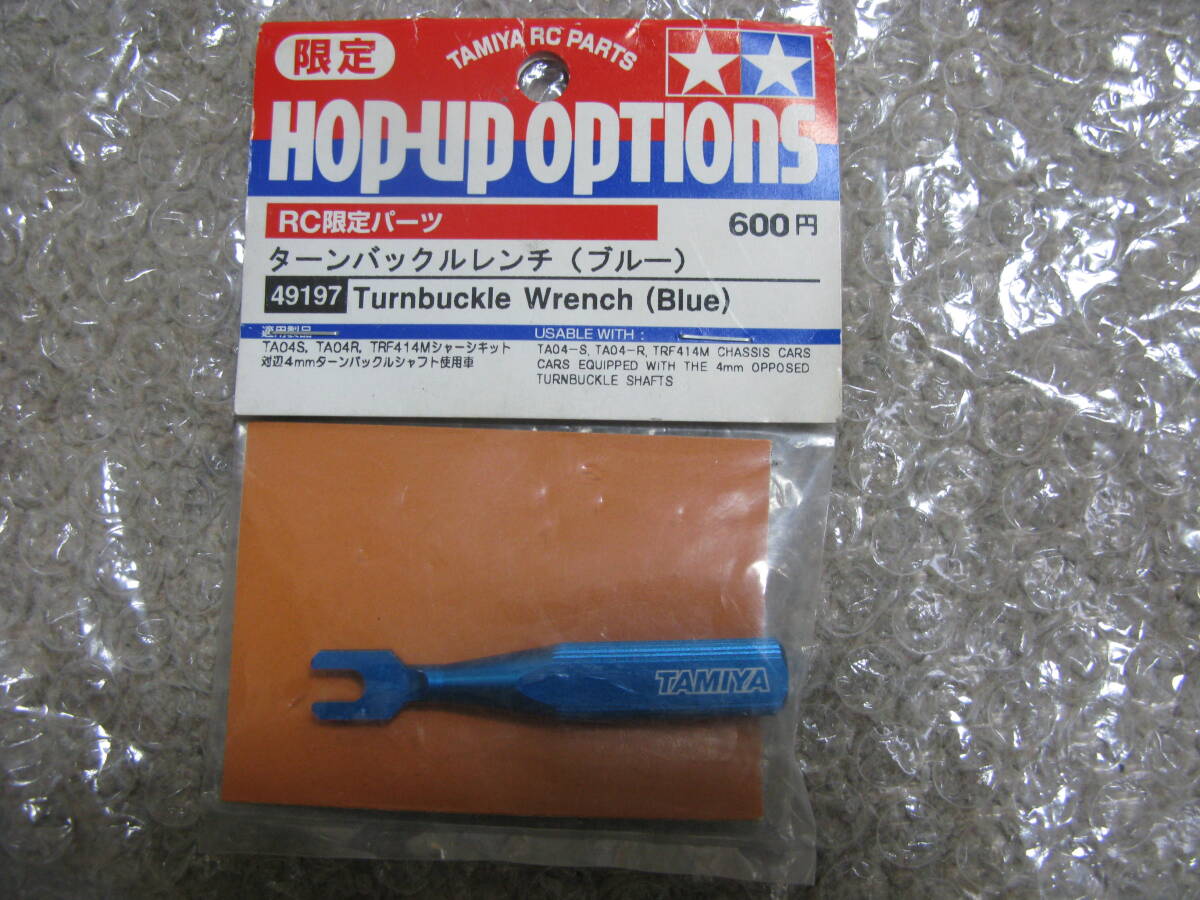 限定
TAMIYA RC PARTS
HOP-UP OPTIONS
RC限定パーツ
600円
ターンバックルレンチ（ブルー）
49197 Turnbuckle Wrench (Blue)
適用製品
TA04S, TA04R, TRF414Mシャーシキット
対辺4mmターンバックルシャフト使用車
USABLE WITH :
TA04-S, TA04-R, TRF414M CHASSIS CARS
CARS EQUIPPED WITH THE 4mm OPPOSED
TURNBUCKLE SHAFTS
TAMIYA